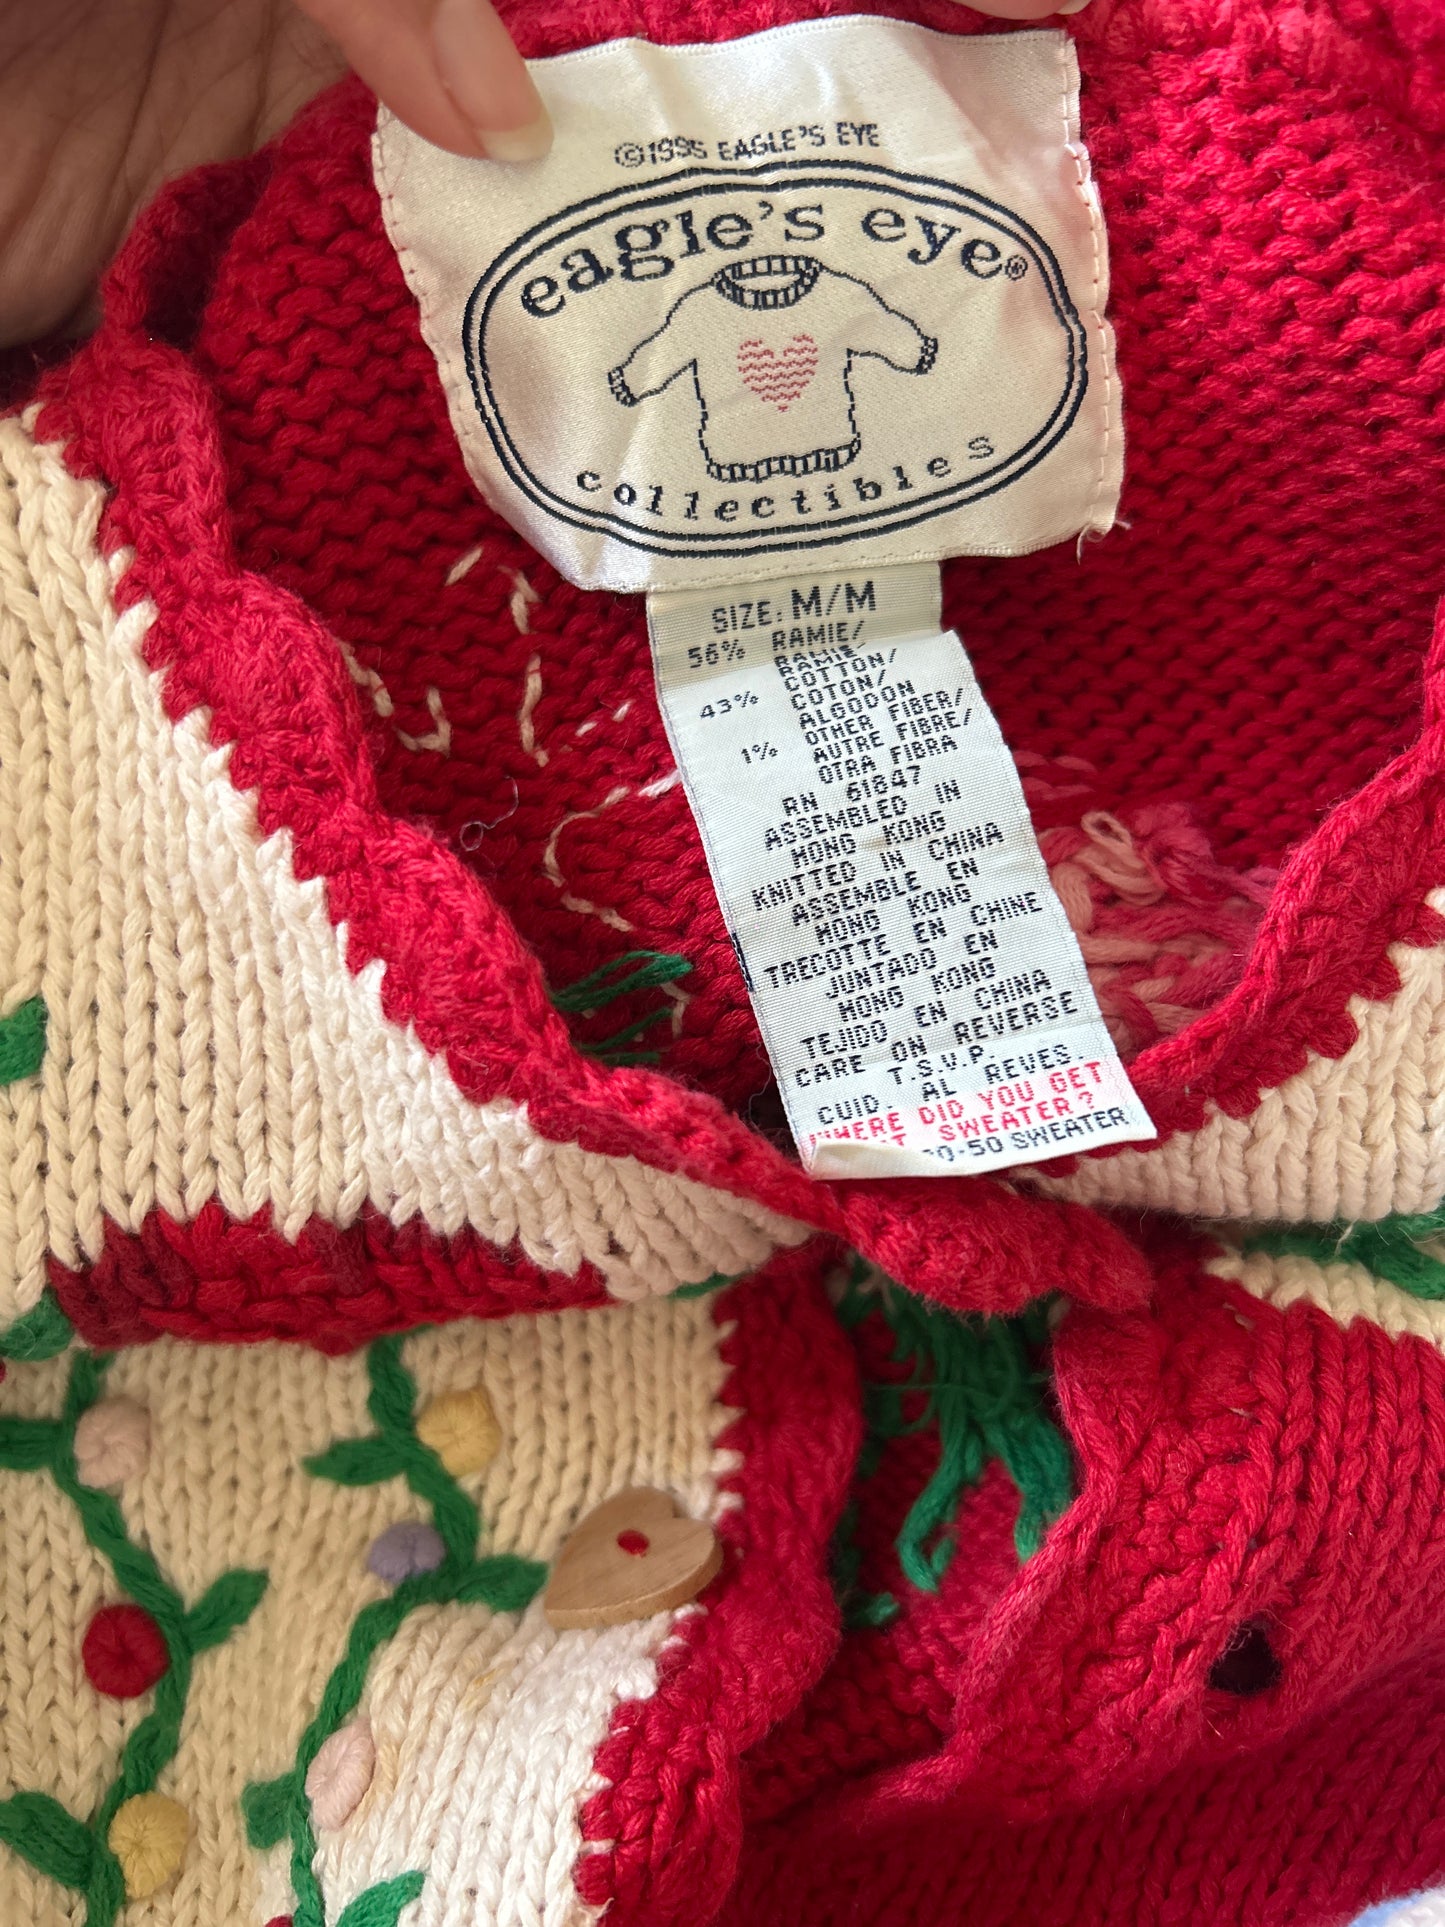 ©1995 EAGLE'S EYE
eagle's eye®
collectibles
SIZE: M/M
56% RAMIE/
RAMIE/
43% COTTON/
COTON/
ALGODON
1% OTHER FIBER/
AUTRE FIBRE/
OTRA FIBRA
RN 61847
ASSEMBLED IN
HONG KONG
KNITTED IN CHINA
ASSEMBLE EN
HONG KONG
TRECOTTE EN CHINE
JUNTADO EN
HONG KONG
TEJIDO EN CHINA
CARE ON REVERSE
T.S.V.P.
CUID. AL REVES.
WHERE DID YOU GET
SWEATER?
0-50 SWEATER